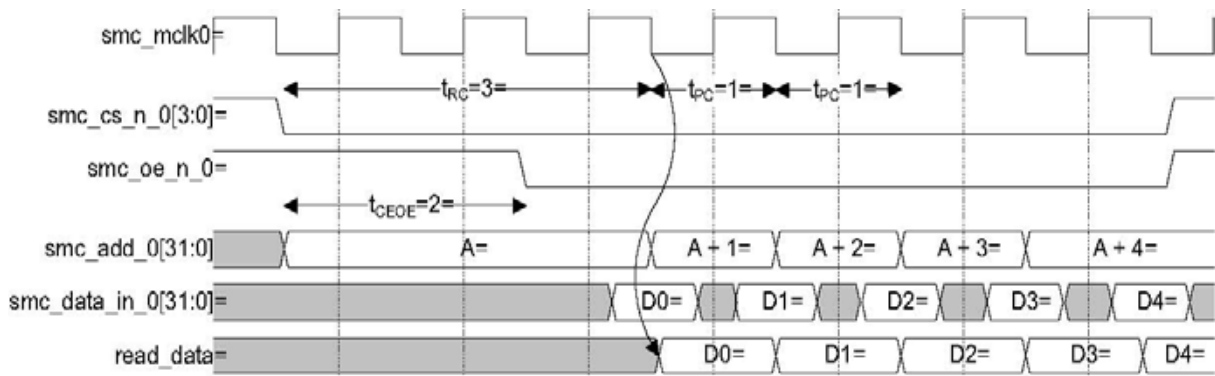 smc_mclk0=
t_RC=3= t_PC=1= t_PC=1=
smc_cs_n_0[3:0]=
smc_oe_n_0=
t_CEOE=2=
smc_add_0[31:0] A= A + 1= A + 2= A + 3= A + 4=
smc_data_in_0[31:0]= D0= D1= D2= D3= D4=
read_data= D0= D1= D2= D3= D4=